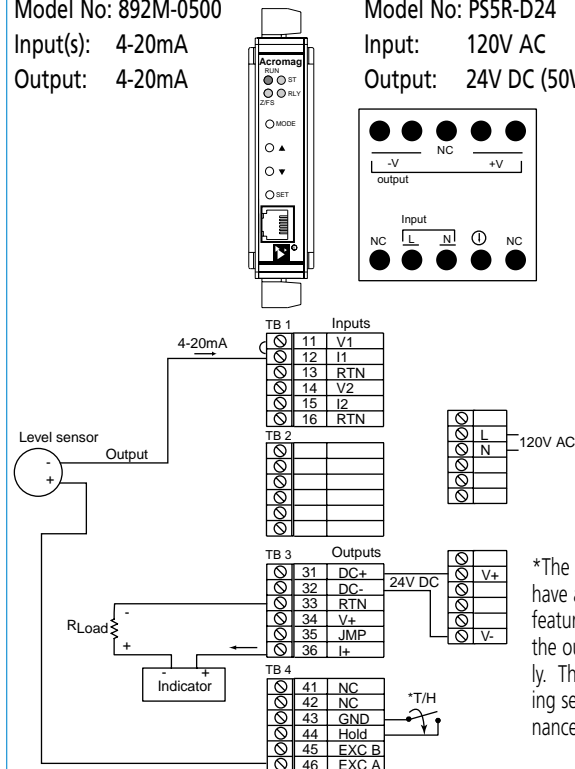 Model No: 892M-0500
Input(s): 4-20mA
Output: 4-20mA
Model No: PS5R-D24
Input: 120V AC
Output: 24V DC (50W
Acromag
RUN
ST
RLY
Z/FS
MODE
SET
NC
-V
+V
output
Input
NC
L
N
NC
TB 1 Inputs
11 V1
12 I1
13 RTN
14 V2
15 I2
16 RTN
4-20mA
Level sensor
Output
-
+
TB 2
L
N
120V AC
TB 3 Outputs
31 DC+
32 DC-
33 RTN
34 V+
35 JMP
36 I+
24V DC
V+
V-
RLoad
-
+
- +
Indicator
TB 4
41 NC
42 NC
43 GND
44 Hold
45 EXC B
46 EXC A
*T/H
*The
have a
featur
the ou
ly. Th
ing se
nance